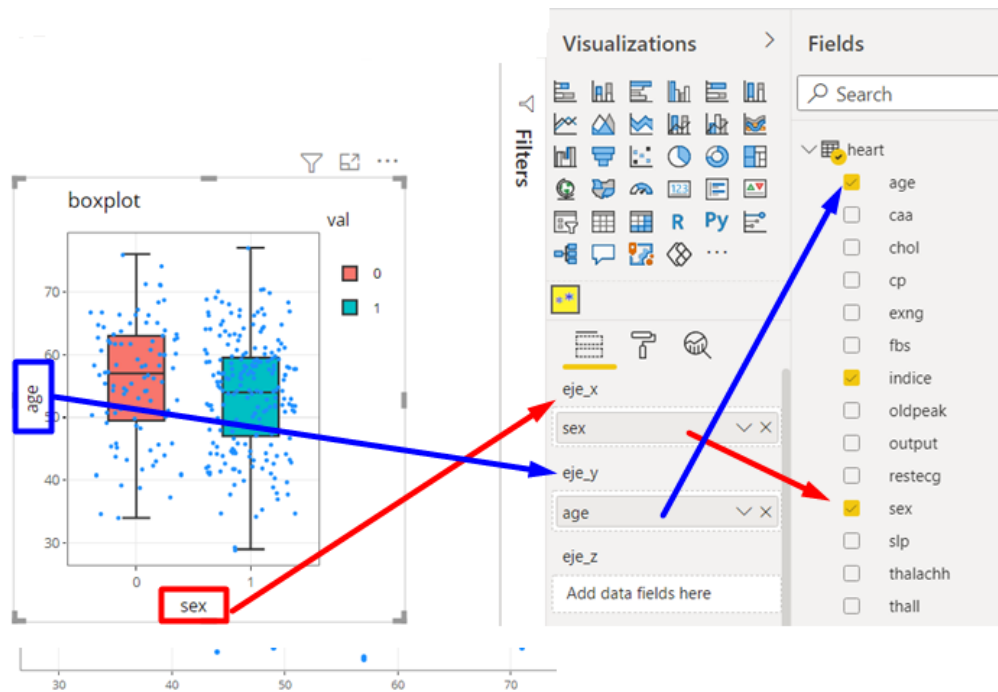 boxplot
val
0
1
70
60
50
40
30
age
0
1
sex
30
40
50
60
70
Filters
Visualizations
123
R
Py
eje_x
sex
eje_y
age
eje_z
Add data fields here
Fields
Search
heart
age
caa
chol
cp
exng
fbs
indice
oldpeak
output
restecg
sex
slp
thalachh
thall